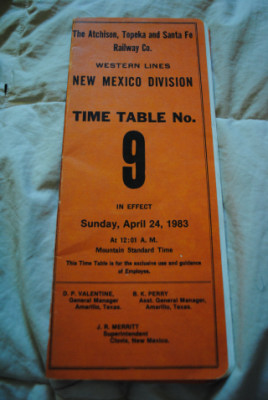 The Atchison, Topeka and Santa Fe
Railway Co.
WESTERN LINES
NEW MEXICO DIVISION
TIME TABLE No.
9
IN EFFECT
Sunday, April 24, 1983
At 12:01 A. M.
Mountain Standard Time
This Time Table is for the exclusive use and guidance
of Employes.
D. P. VALENTINE,
General Manager
Amarillo, Texas.
B. K. PERRY
Asst. General Manager
Amarillo, Texas.
J. R. MERRITT
Superintendent
Clovis, New Mexico.